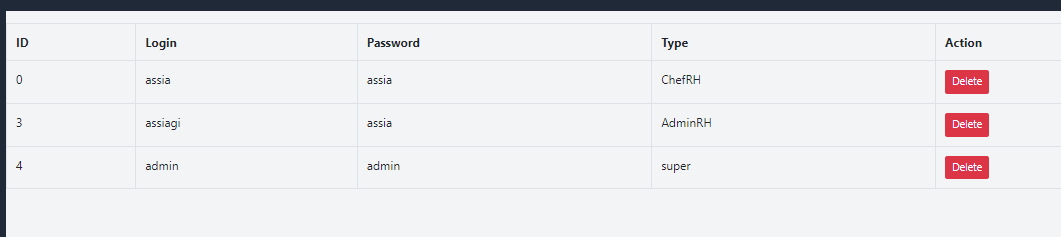 ID Login Password Type Action
0 assia assia ChefRH Delete
3 assiagi assia AdminRH Delete
4 admin admin super Delete